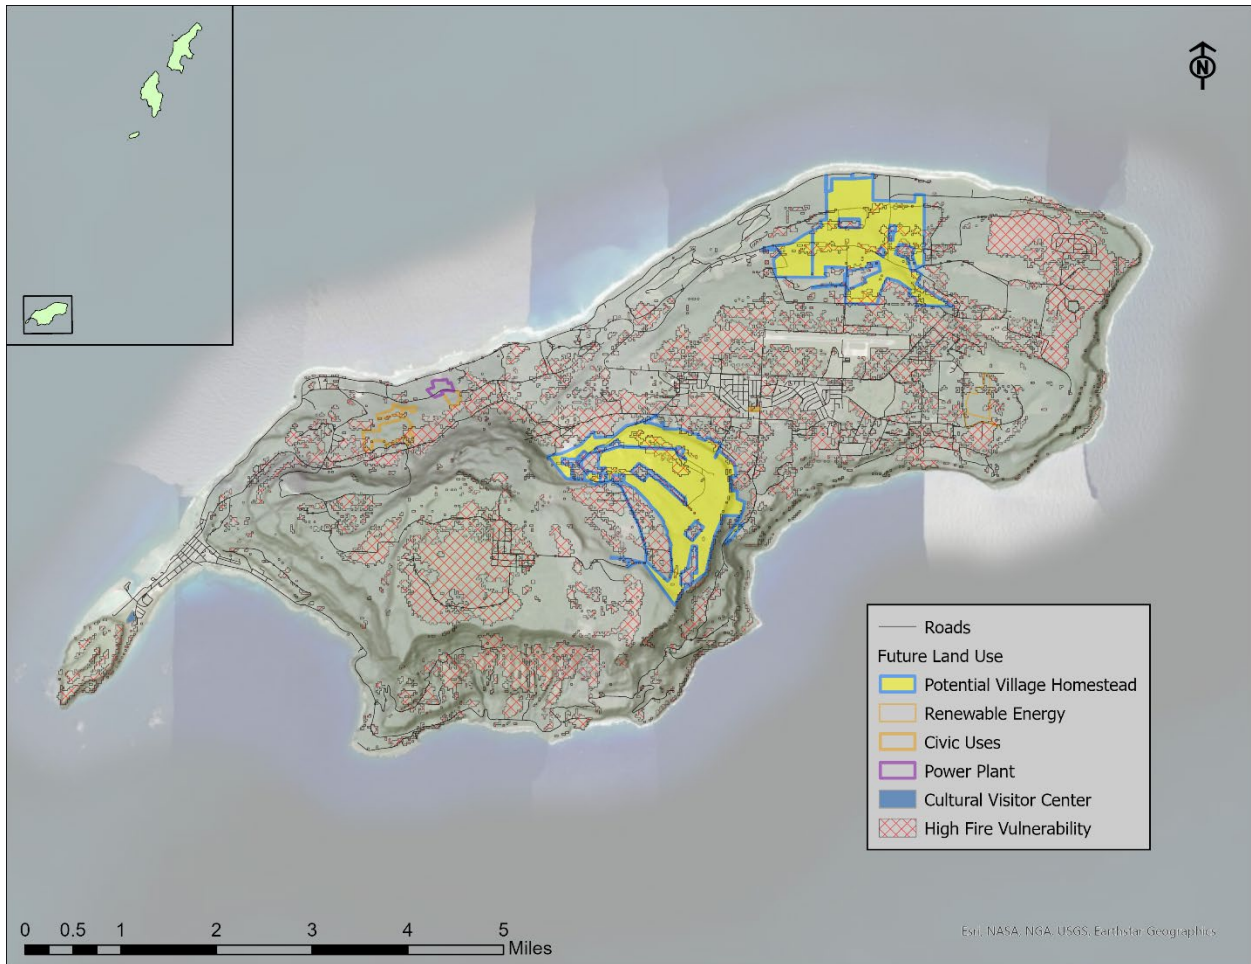 N
Roads
Future Land Use
Potential Village Homestead
Renewable Energy
Civic Uses
Power Plant
Cultural Visitor Center
High Fire Vulnerability
0 0.5 1 2 3 4 5
Miles
Esri, NASA, NGA, USGS, Earthstar Geographics